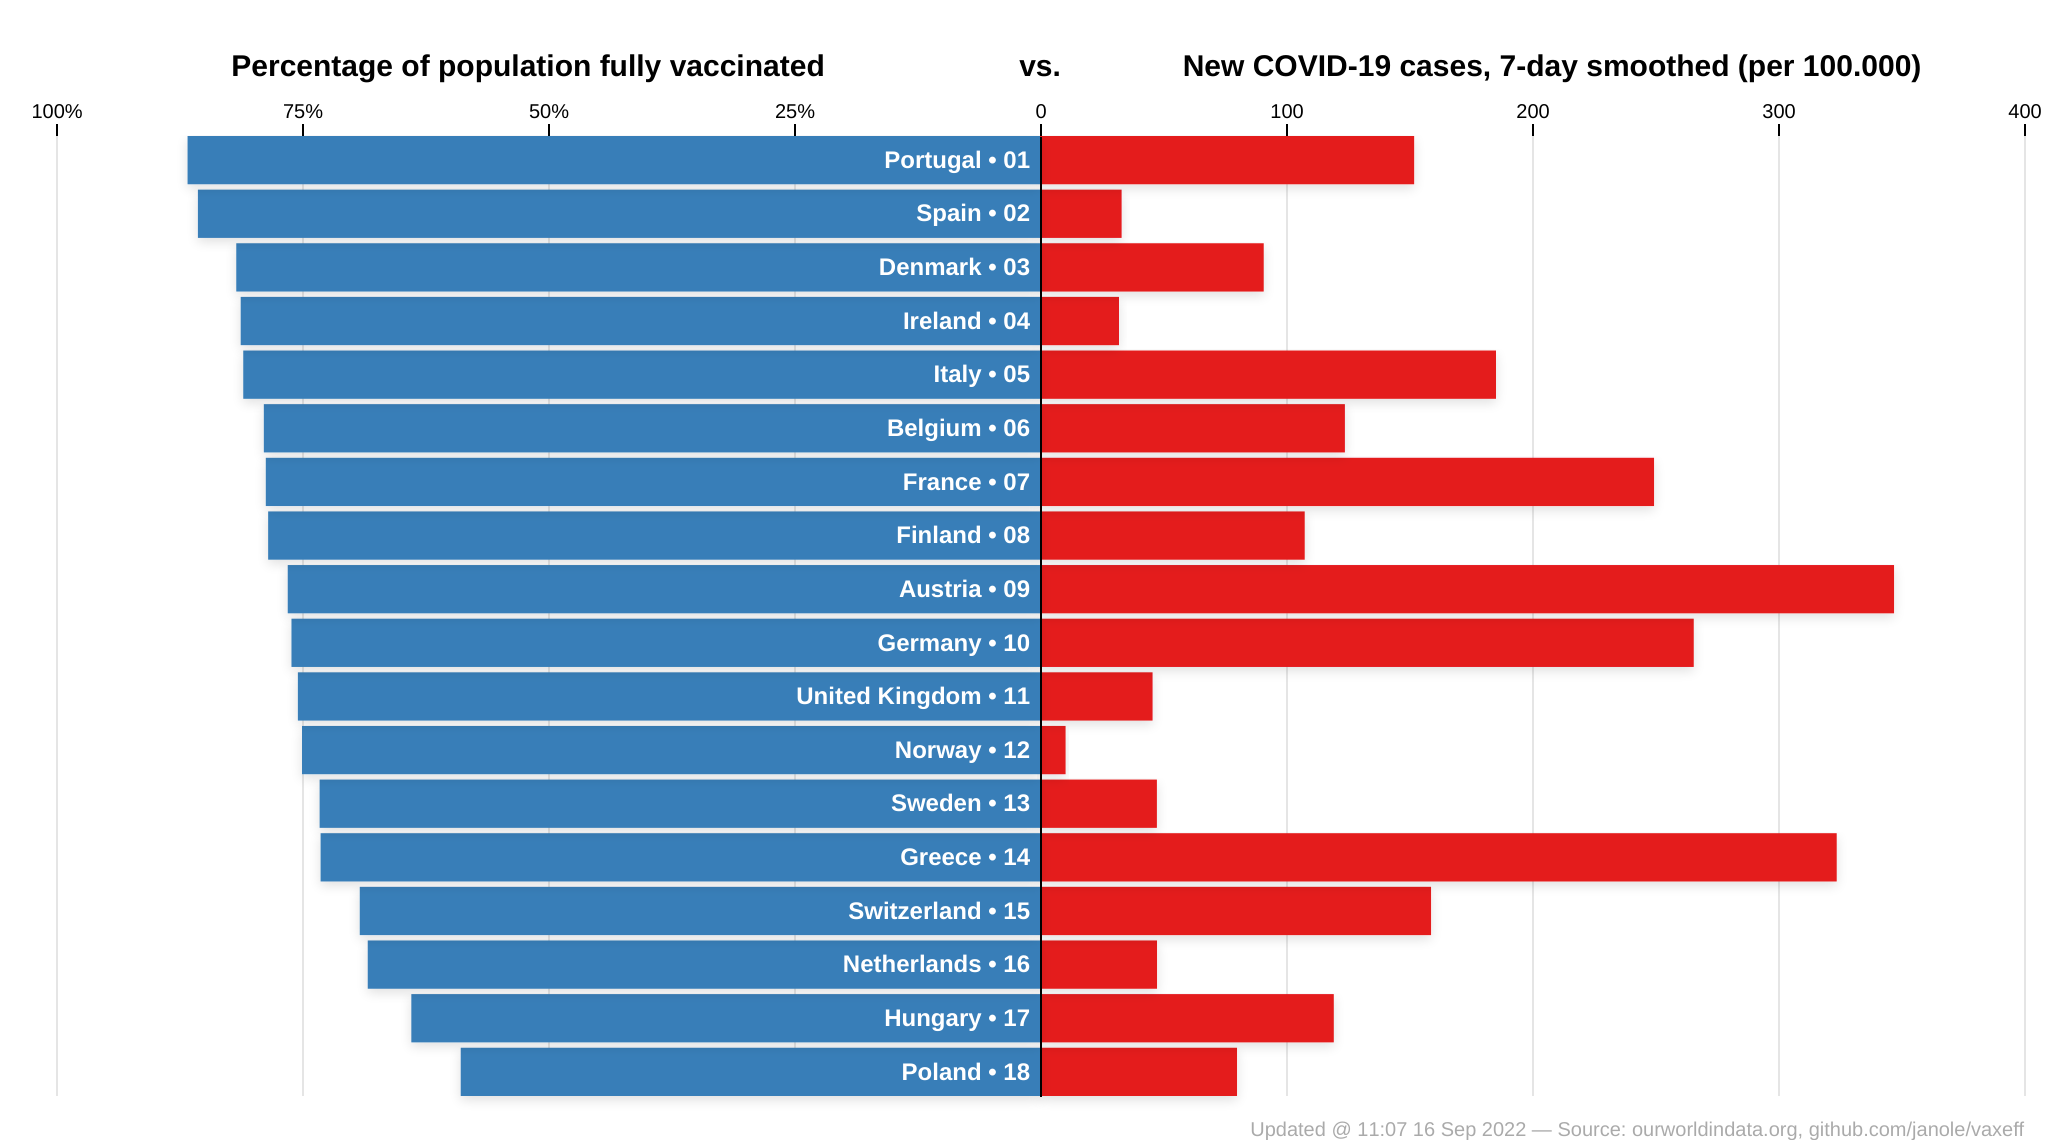 Percentage of population fully vaccinated vs. New COVID-19 cases, 7-day smoothed (per 100.000)
100% 75% 50% 25% 0 100 200 300 400
Portugal • 01
Spain • 02
Denmark • 03
Ireland • 04
Italy • 05
Belgium • 06
France • 07
Finland • 08
Austria • 09
Germany • 10
United Kingdom • 11
Norway • 12
Sweden • 13
Greece • 14
Switzerland • 15
Netherlands • 16
Hungary • 17
Poland • 18
Updated @ 11:07 16 Sep 2022 — Source: ourworldindata.org, github.com/janole/vaxeff